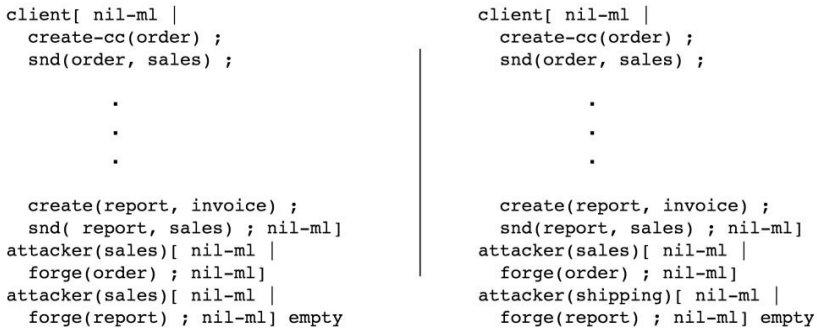 client[ nil-ml |
create-cc(order) ;
snd(order, sales) ;
.
.
.
create(report, invoice) ;
snd( report, sales) ; nil-ml]
attacker(sales)[ nil-ml |
forge(order) ; nil-ml]
attacker(sales)[ nil-ml |
forge(report) ; nil-ml] empty
client[ nil-ml |
create-cc(order) ;
snd(order, sales) ;
.
.
.
create(report, invoice) ;
snd(report, sales) ; nil-ml]
attacker(sales)[ nil-ml |
forge(order) ; nil-ml]
attacker(shipping)[ nil-ml |
forge(report) ; nil-ml] empty